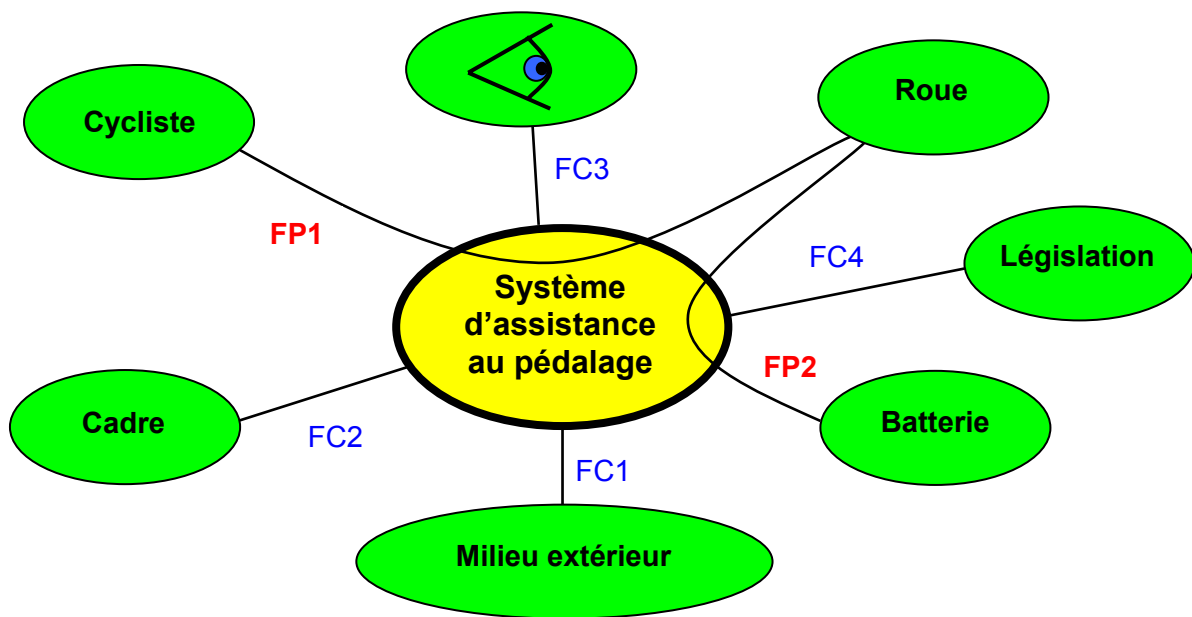 Cycliste
Roue
FC3
FP1
Législation
FC4
Système
d'assistance
au pédalage
FP2
Cadre
Batterie
FC2
FC1
Milieu extérieur